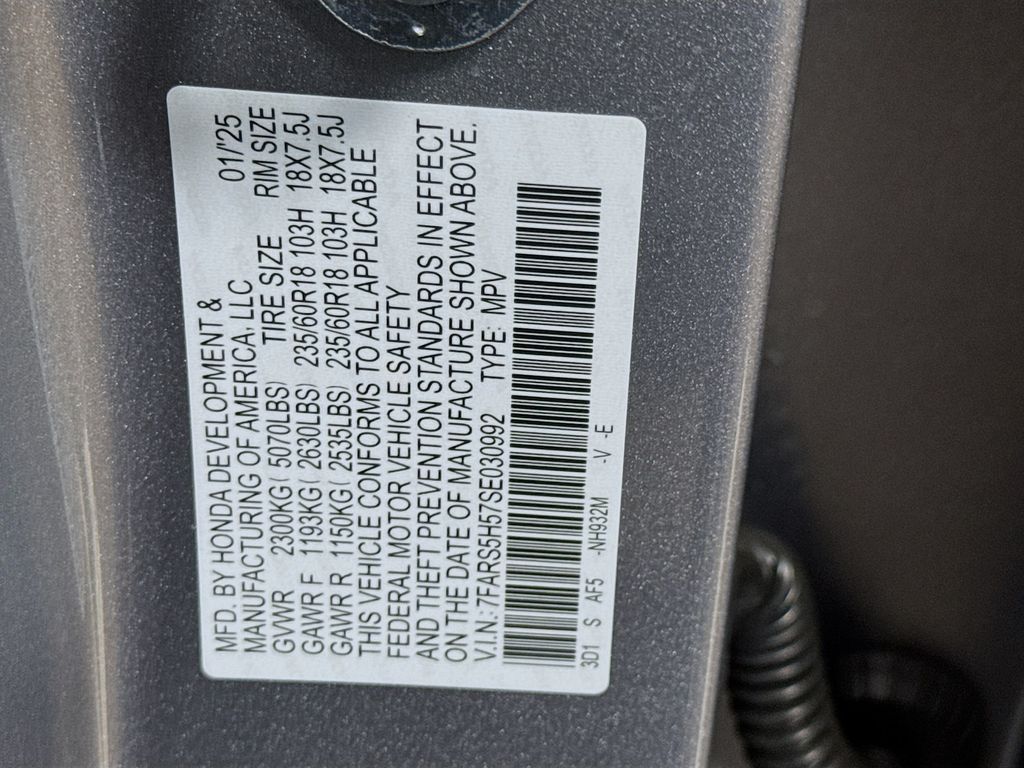 MFD. BY HONDA DEVELOPMENT &
MANUFACTURING OF AMERICA, LLC 01/'25
GVWR 2300KG( 5070LBS) TIRE SIZE RIM SIZE
GAWR F 1193KG( 2630LBS) 235/60R18 103H 18X7.5J
GAWR R 1150KG( 2535LBS) 235/60R18 103H 18X7.5J
THIS VEHICLE CONFORMS TO ALL APPLICABLE
FEDERAL MOTOR VEHICLE SAFETY
AND THEFT PREVENTION STANDARDS IN EFFECT
ON THE DATE OF MANUFACTURE SHOWN ABOVE.
V.I.N.: 7FARS5H57SE030992 TYPE: MPV
3D1 S AF5 -NH932M -V -E